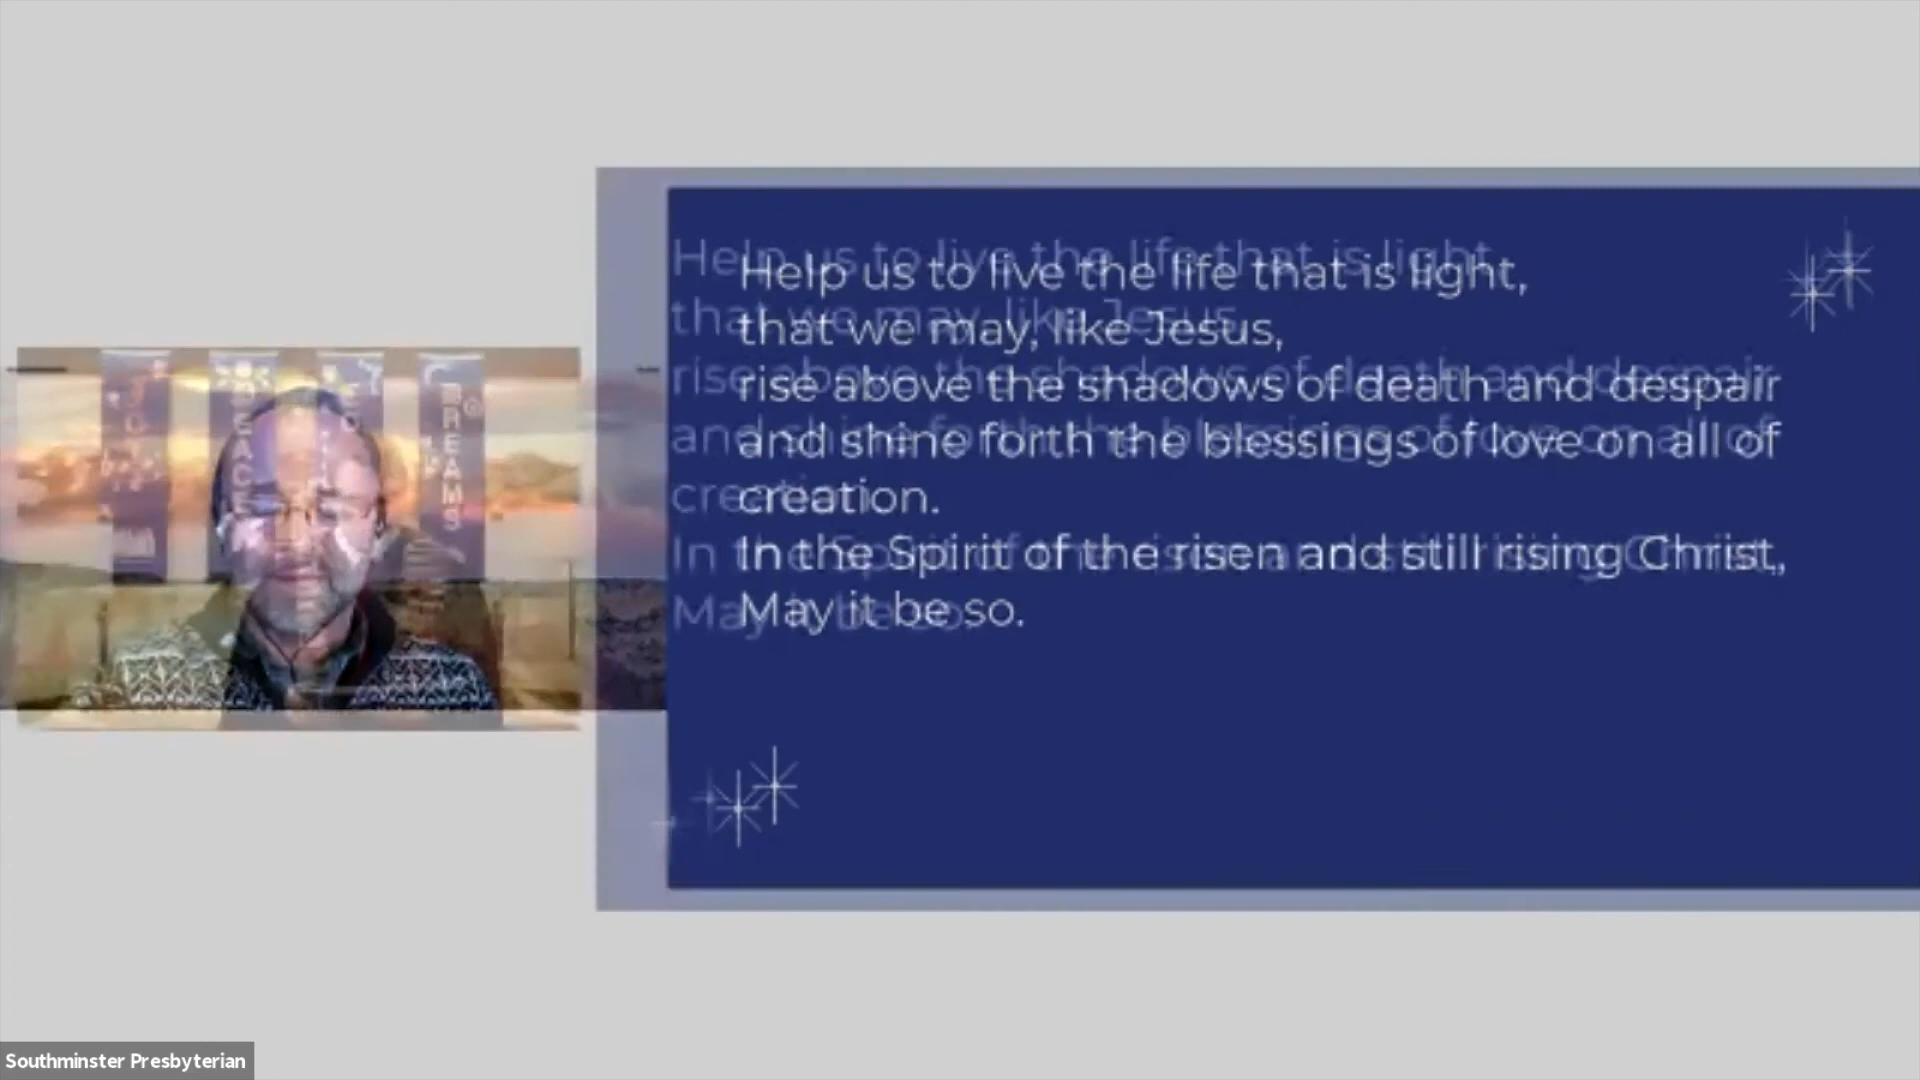 PEACE
DREAMS
Help us to live the life that is light,
that we may, like Jesus,
rise above the shadows of death and despair
and shine forth the blessings of love on all of
creation.
In the Spirit of the risen and still rising Christ,
May it be so.
Southminster Presbyterian